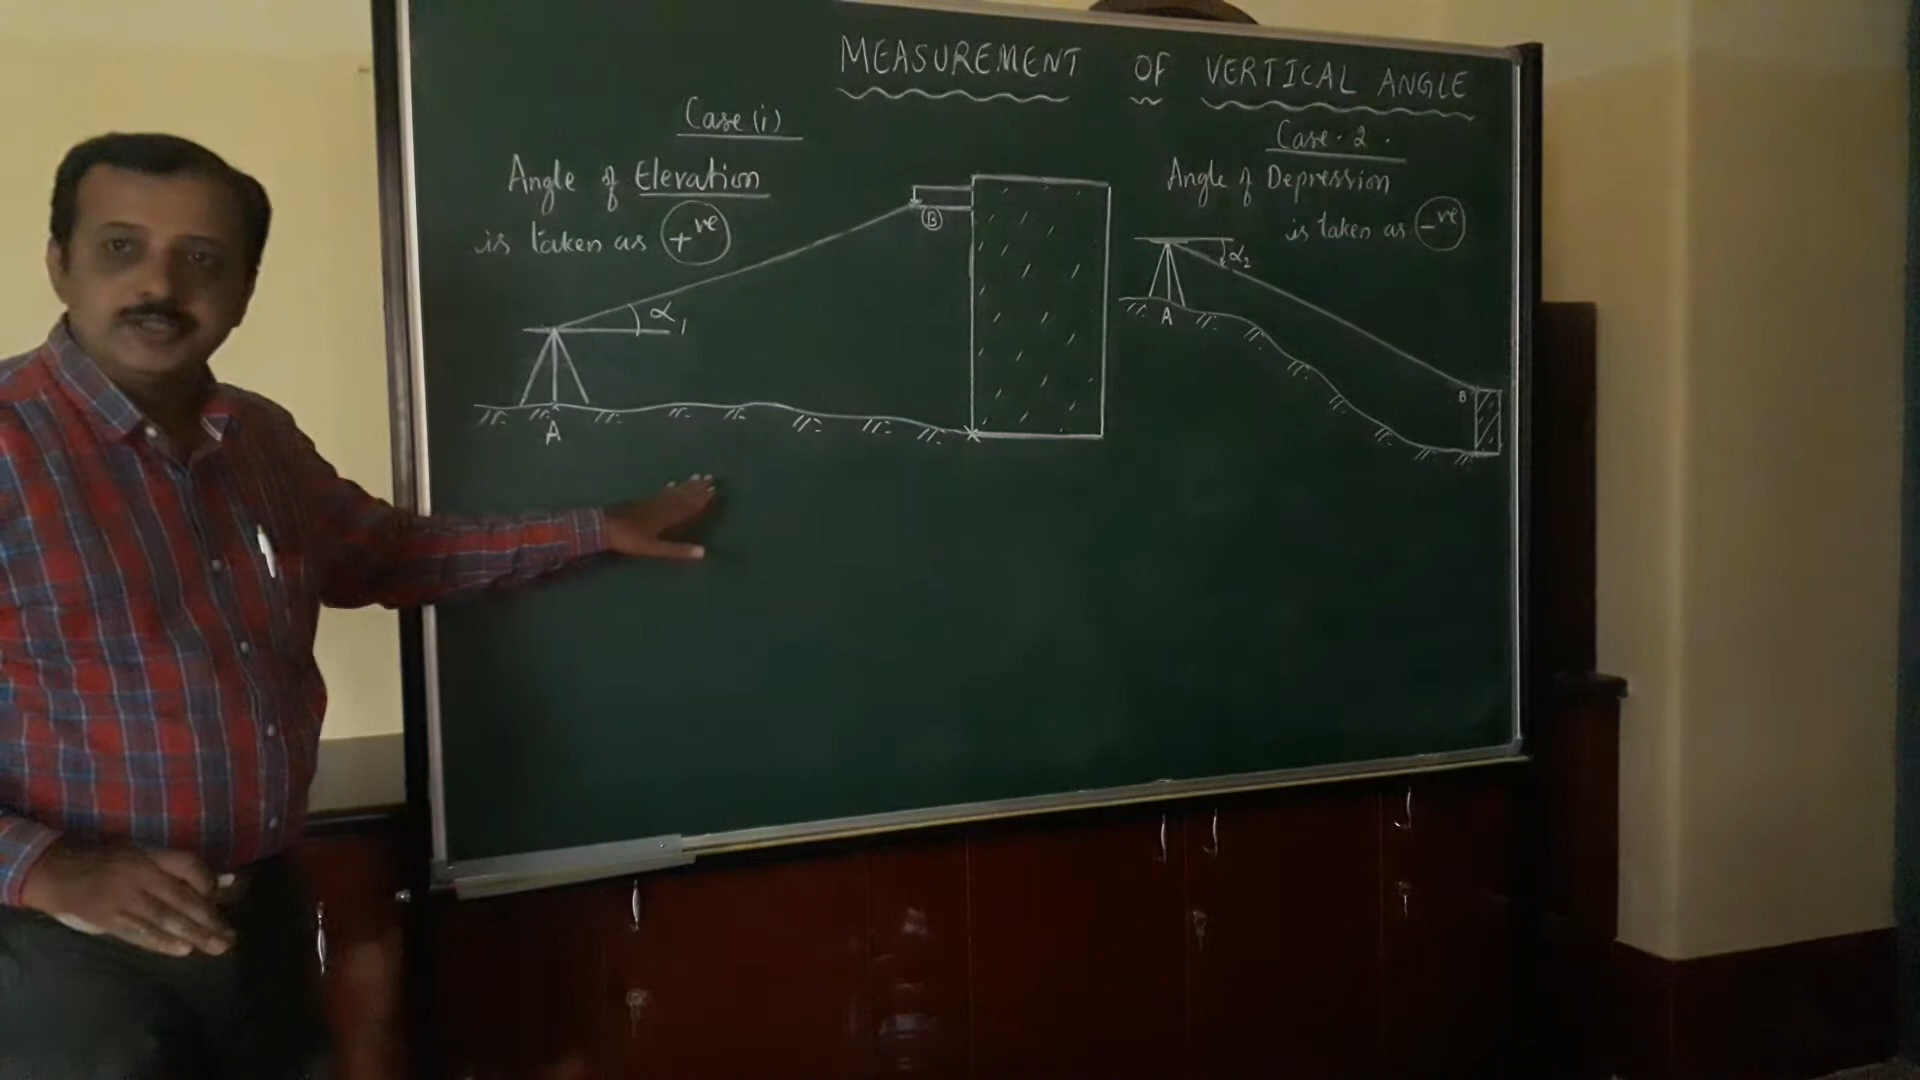 MEASUREMENT OF VERTICAL ANGLE
Case (i)
Angle of Elevation
is taken as +ve
B
α1
A
Case. 2.
Angle of Depression
is taken as -ve
α2
A
B